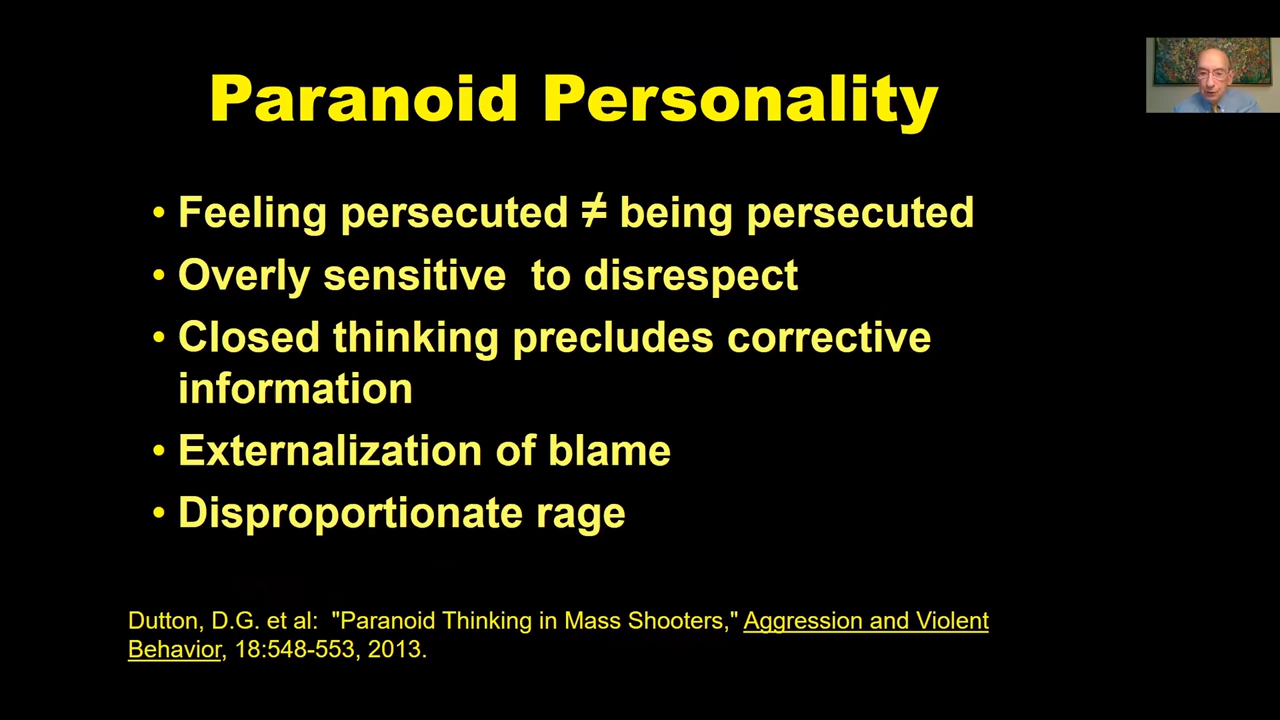 Paranoid Personality
• Feeling persecuted ≠ being persecuted
• Overly sensitive  to disrespect
• Closed thinking precludes corrective
information
• Externalization of blame
• Disproportionate rage
Dutton, D.G. et al:  "Paranoid Thinking in Mass Shooters," Aggression and Violent
Behavior, 18:548-553, 2013.